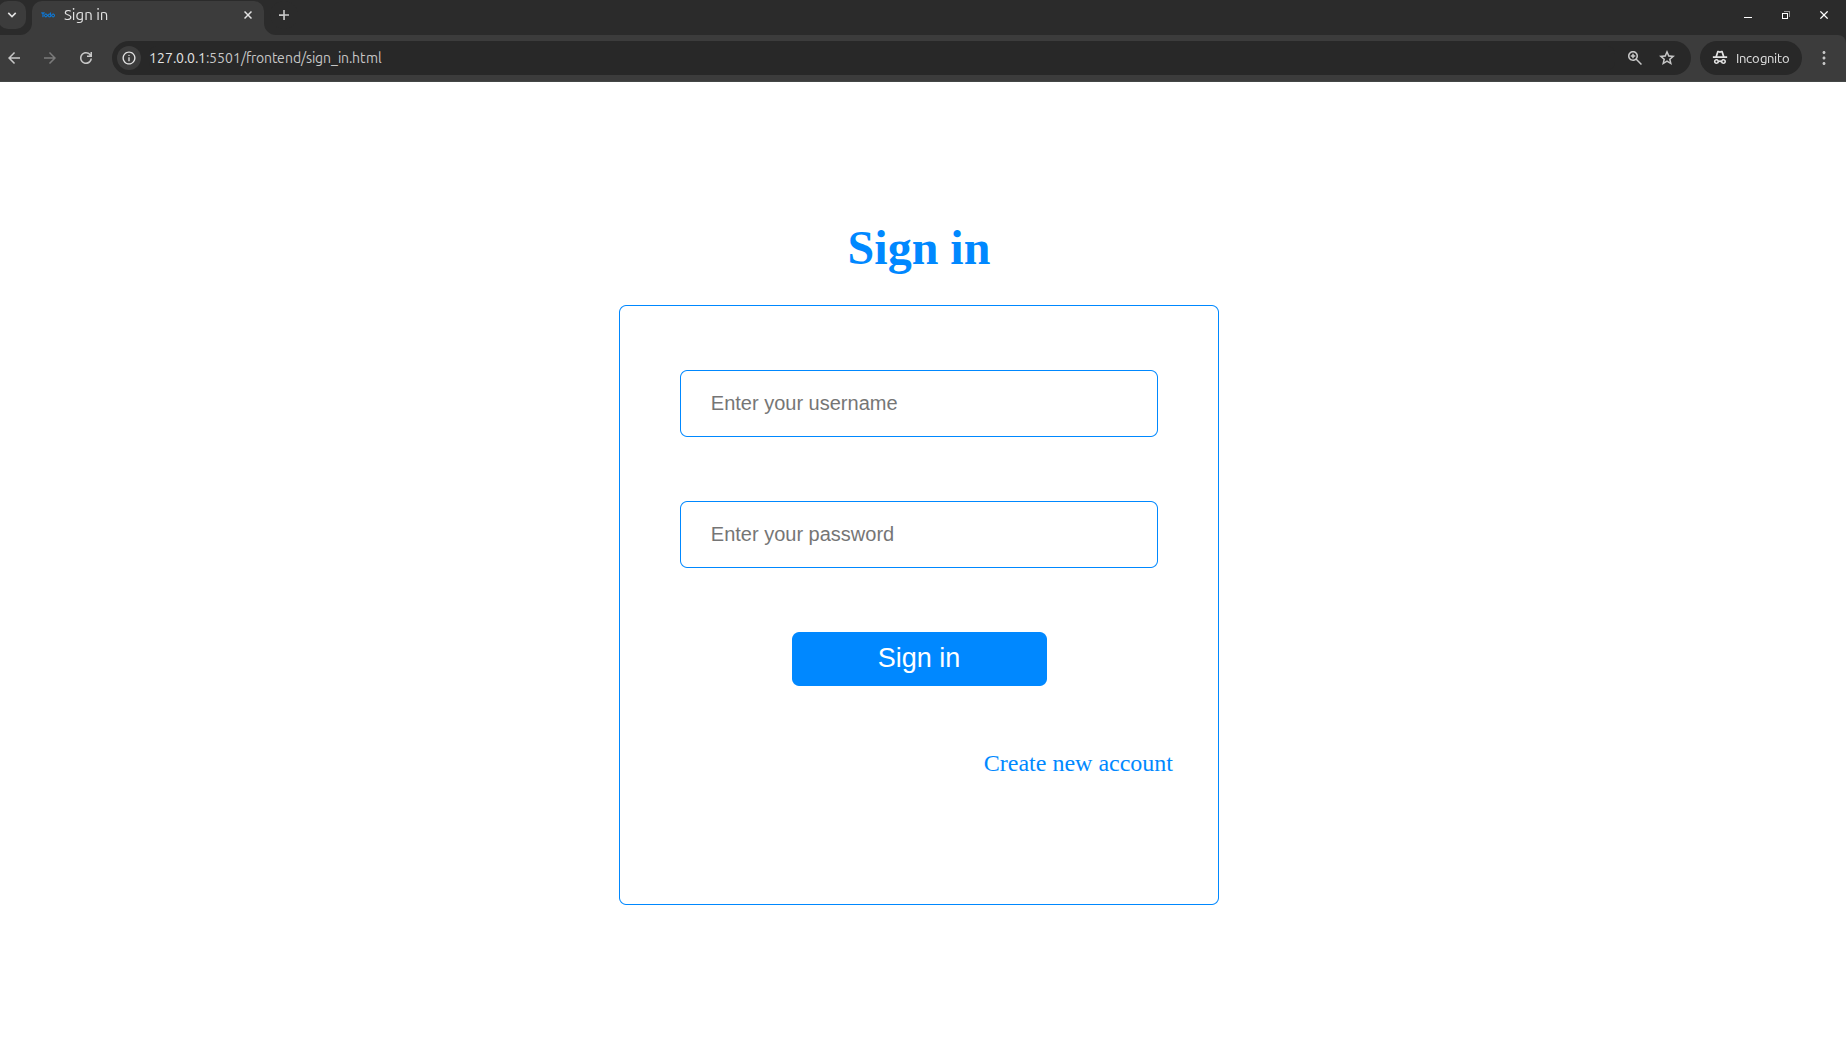 Todo Sign in
127.0.0.1:5501/frontend/sign_in.html
Incognito
Sign in
Enter your username
Enter your password
Sign in
Create new account